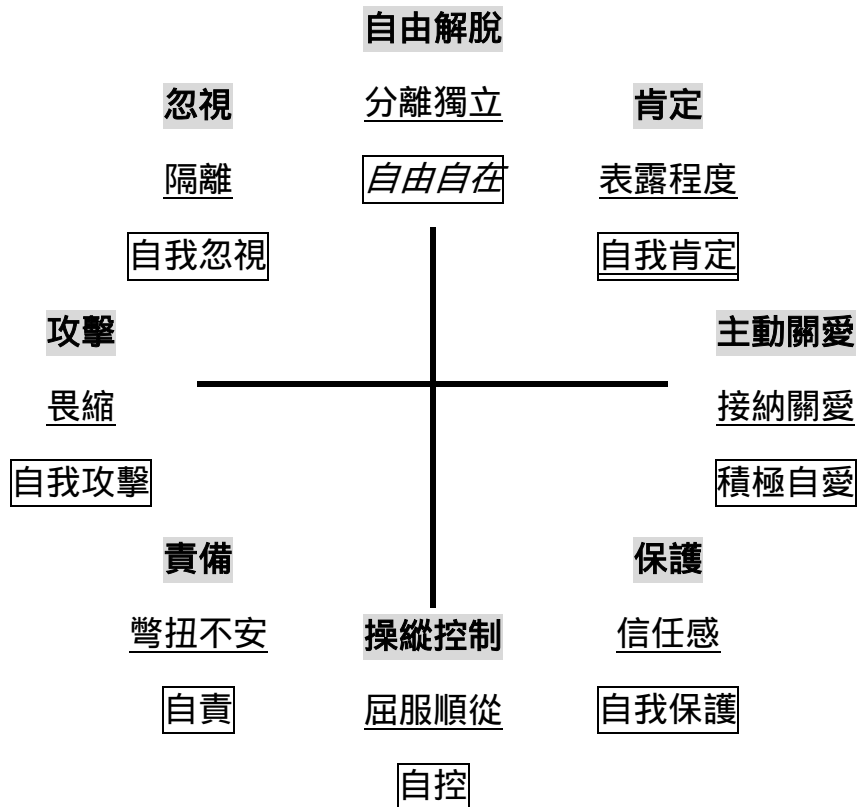 自由解脫
分離獨立
自由自在
忽視
隔離
自我忽視
肯定
表露程度
自我肯定
攻擊
畏縮
自我攻擊
主動關愛
接納關愛
積極自愛
責備
彆扭不安
自責
操縱控制
屈服順從
自控
保護
信任感
自我保護